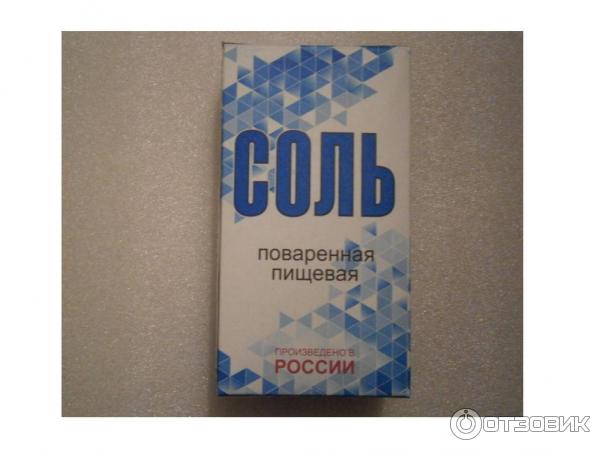 СОЛЬ
поваренная
пищевая
ПРОИЗВЕДЕНО В
РОССИИ
ОТЗОВИК